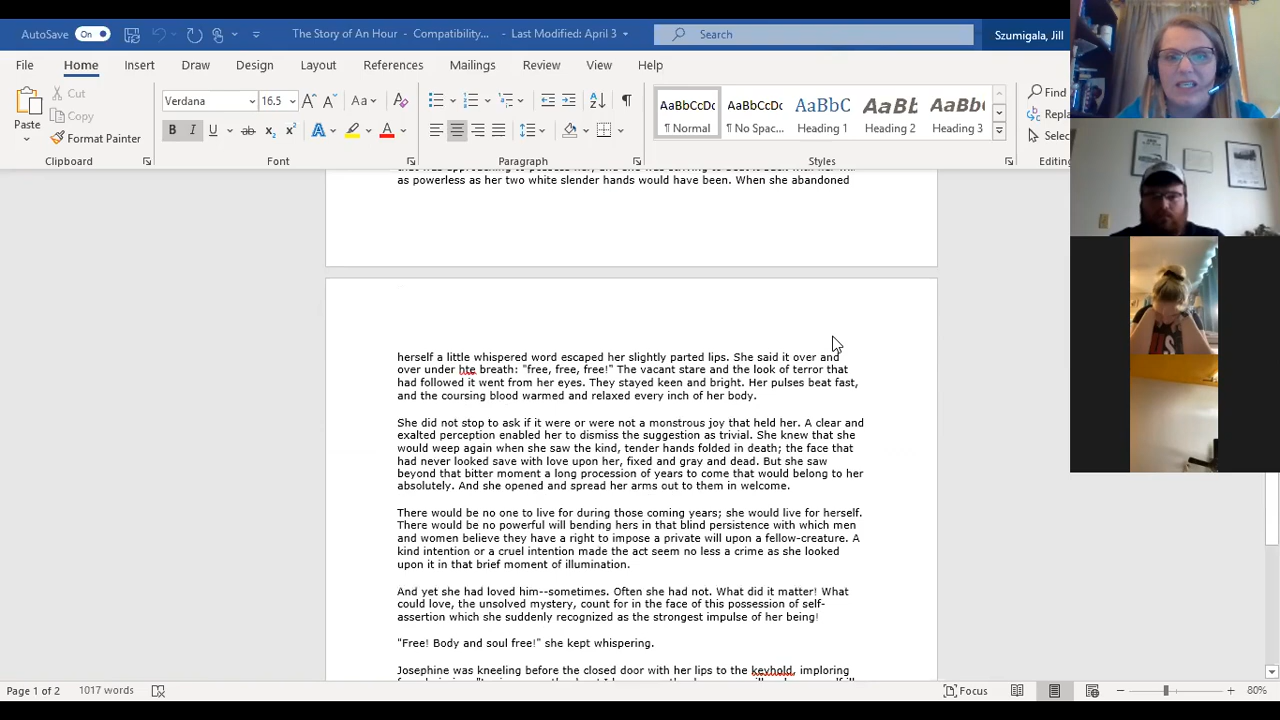 AutoSave On The Story of An Hour - Compatibility... - Last Modified: April 3 Search Szumigala, Jill
File Home Insert Draw Design Layout References Mailings Review View Help
Paste Cut Copy Format Painter
Verdana 16.5
AaBbCcDc AaBbCcDc AaBbC AaBb AaBbC
¶ Normal ¶ No Spac... Heading 1 Heading 2 Heading 3
Find
Replac
Selec
Clipboard Font Paragraph Styles Editing
as powerless as her two white slender hands would have been. When she abandoned
herself a little whispered word escaped her slightly parted lips. She said it over and
over under hte breath: "free, free, free!" The vacant stare and the look of terror that
had followed it went from her eyes. They stayed keen and bright. Her pulses beat fast,
and the coursing blood warmed and relaxed every inch of her body.
She did not stop to ask if it were or were not a monstrous joy that held her. A clear and
exalted perception enabled her to dismiss the suggestion as trivial. She knew that she
would weep again when she saw the kind, tender hands folded in death; the face that
had never looked save with love upon her, fixed and gray and dead. But she saw
beyond that bitter moment a long procession of years to come that would belong to her
absolutely. And she opened and spread her arms out to them in welcome.
There would be no one to live for during those coming years; she would live for herself.
There would be no powerful will bending hers in that blind persistence with which men
and women believe they have a right to impose a private will upon a fellow-creature. A
kind intention or a cruel intention made the act seem no less a crime as she looked
upon it in that brief moment of illumination.
And yet she had loved him--sometimes. Often she had not. What did it matter! What
could love, the unsolved mystery, count for in the face of this possession of self-
assertion which she suddenly recognized as the strongest impulse of her being!
"Free! Body and soul free!" she kept whispering.
Josephine was kneeling before the closed door with her lips to the keyhold, imploring
Page 1 of 2 1017 words Focus 80%